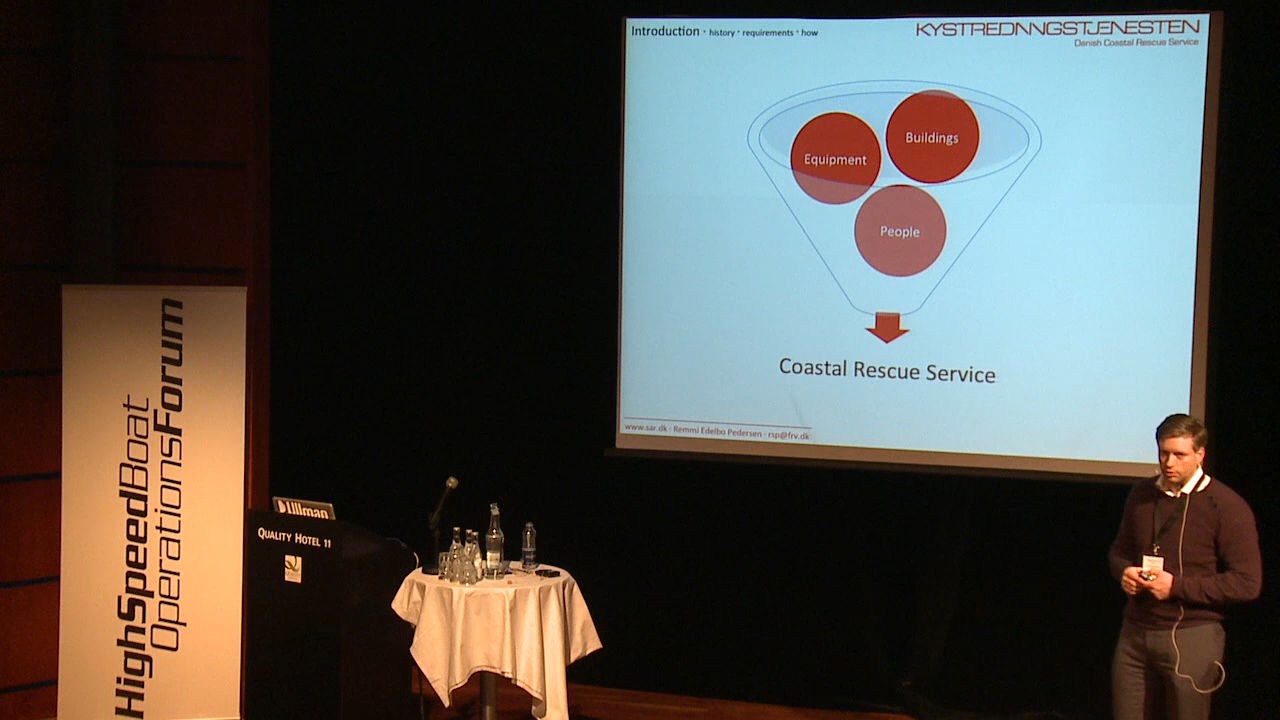 Introduction · history · requirements · how
KYSTREDNINGSTJENESTEN
Danish Coastal Rescue Service
Buildings
Equipment
People
Coastal Rescue Service
www.sar.dk · Remmi Edelbo Pedersen · rsp@frv.dk
HighSpeedBoat
OperationsForum
Ullman
QUALITY HOTEL 11